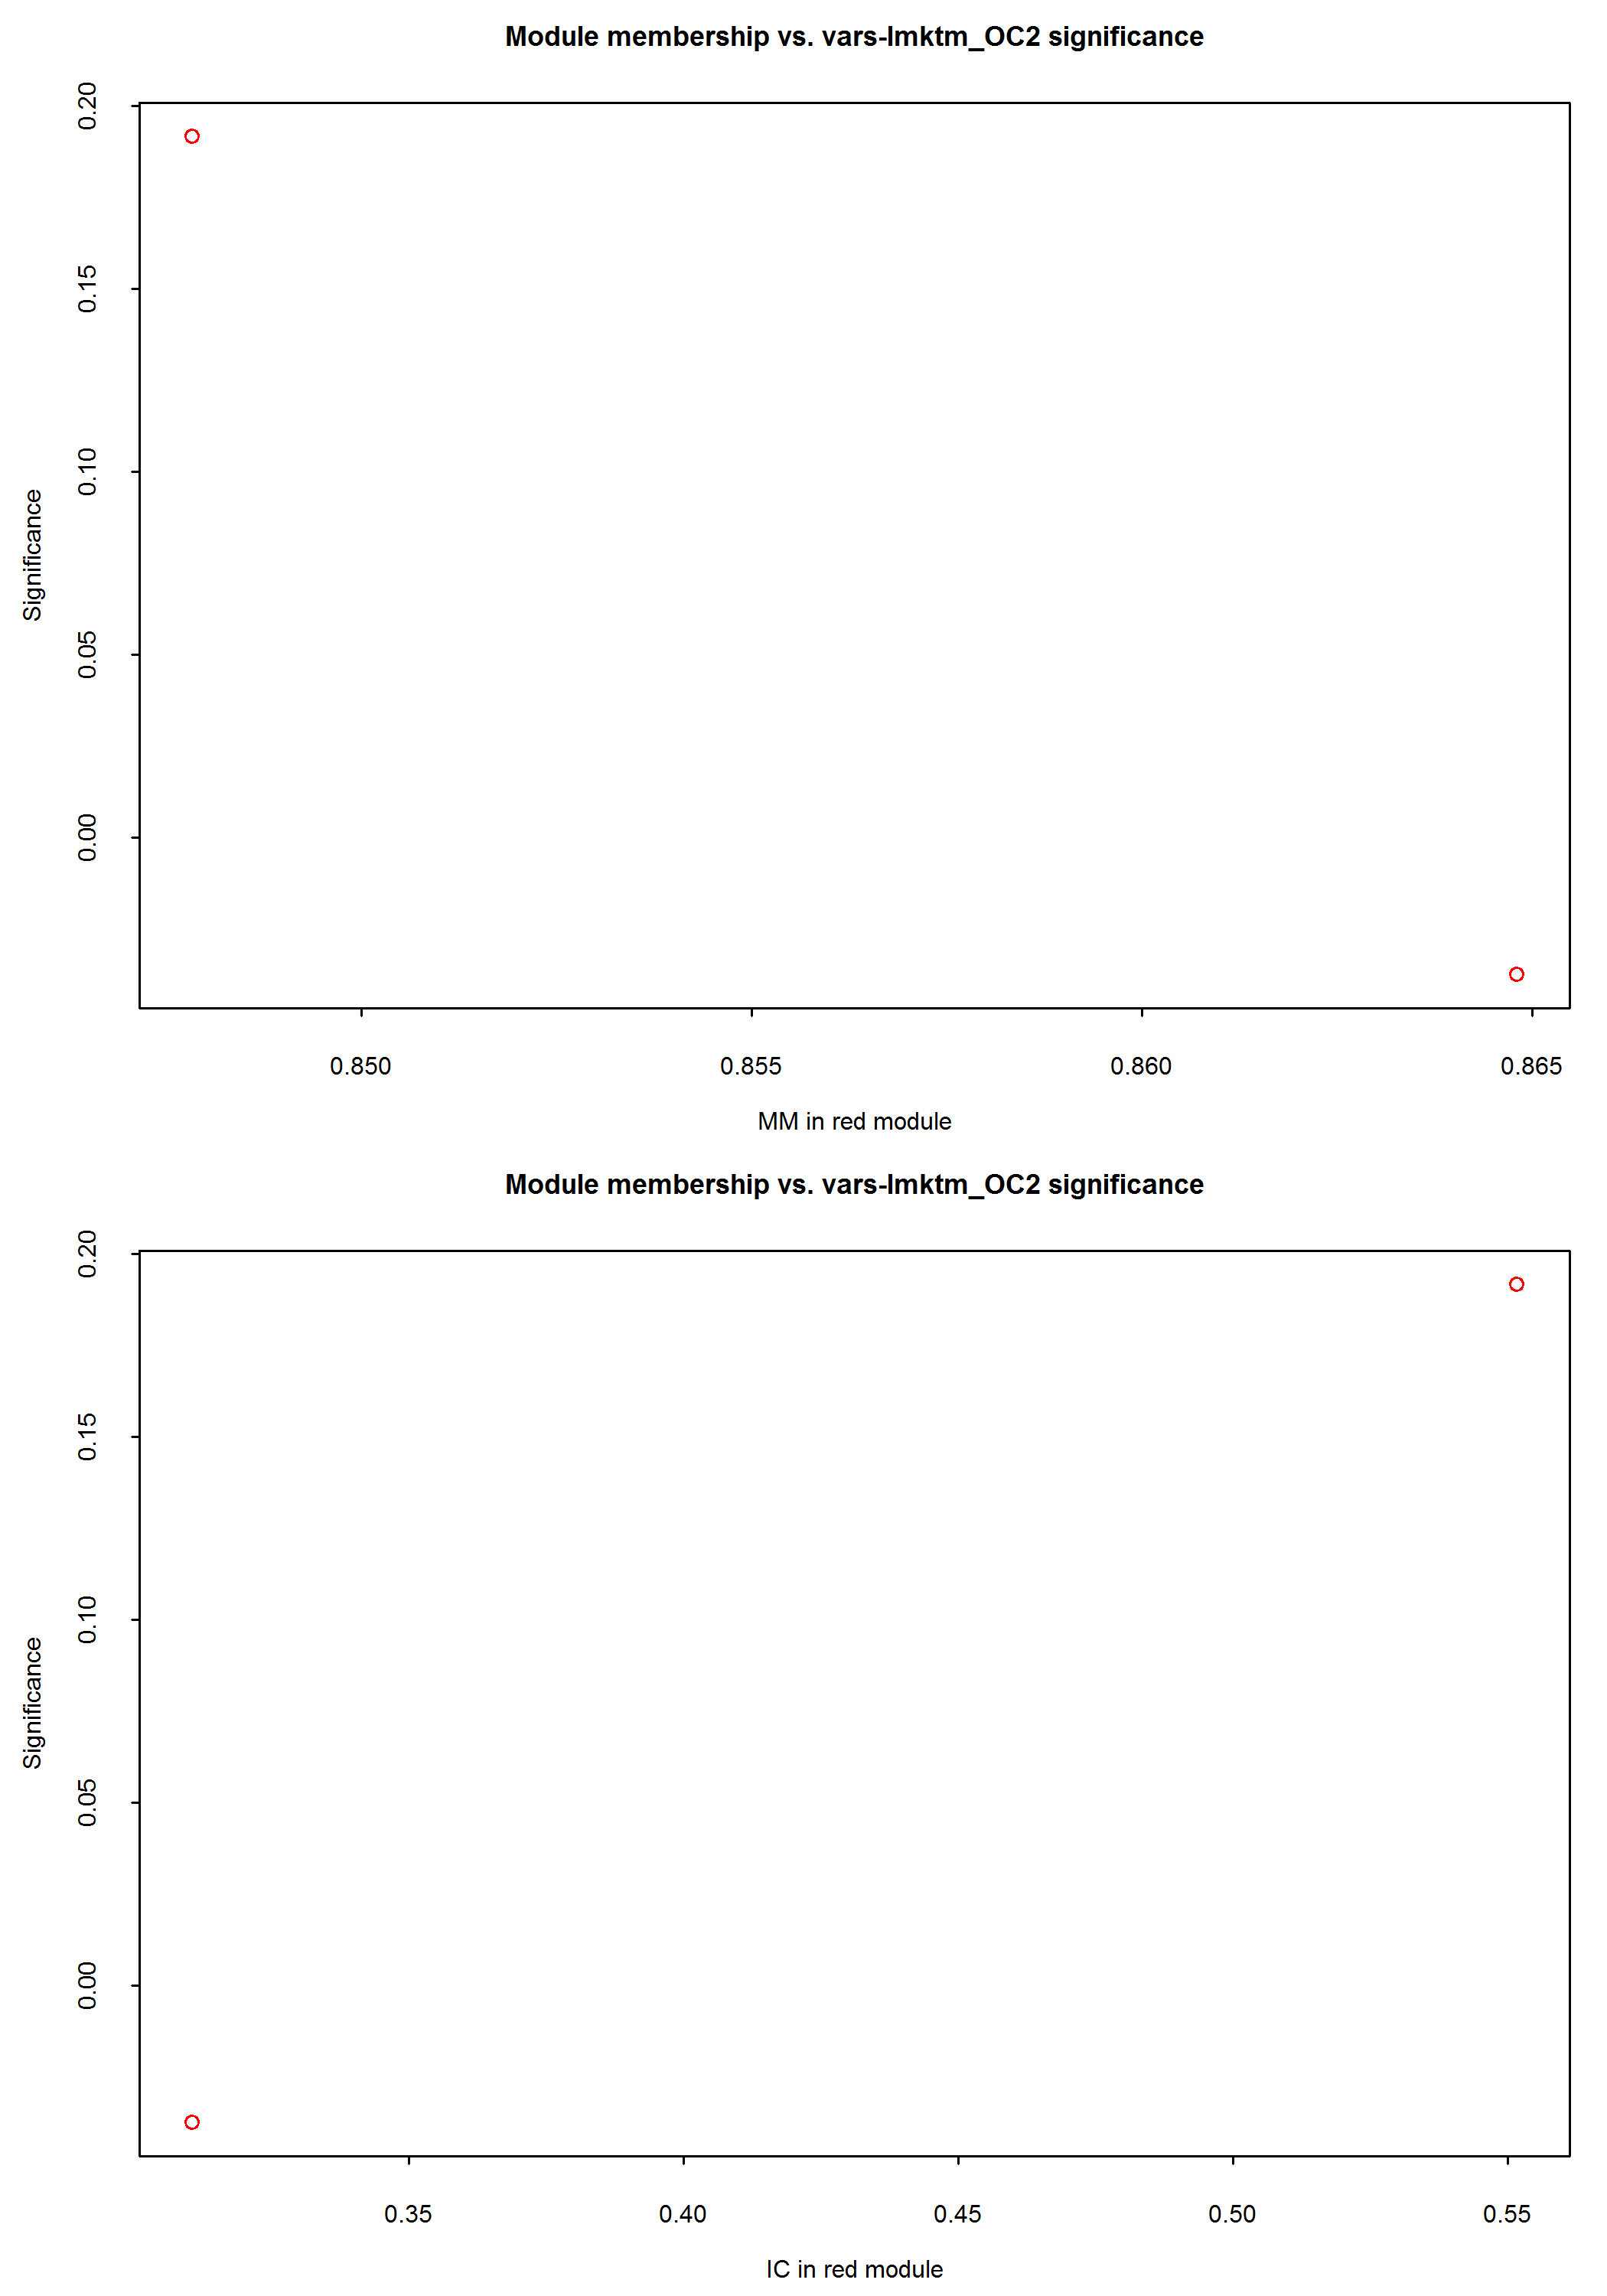 Module membership vs. vars-lmktm_OC2 significance
0.20
0.15
0.10
0.05
0.00
Significance
0.850 0.855 0.860 0.865
MM in red module
Module membership vs. vars-lmktm_OC2 significance
0.20
0.15
0.10
0.05
0.00
Significance
0.35 0.40 0.45 0.50 0.55
IC in red module